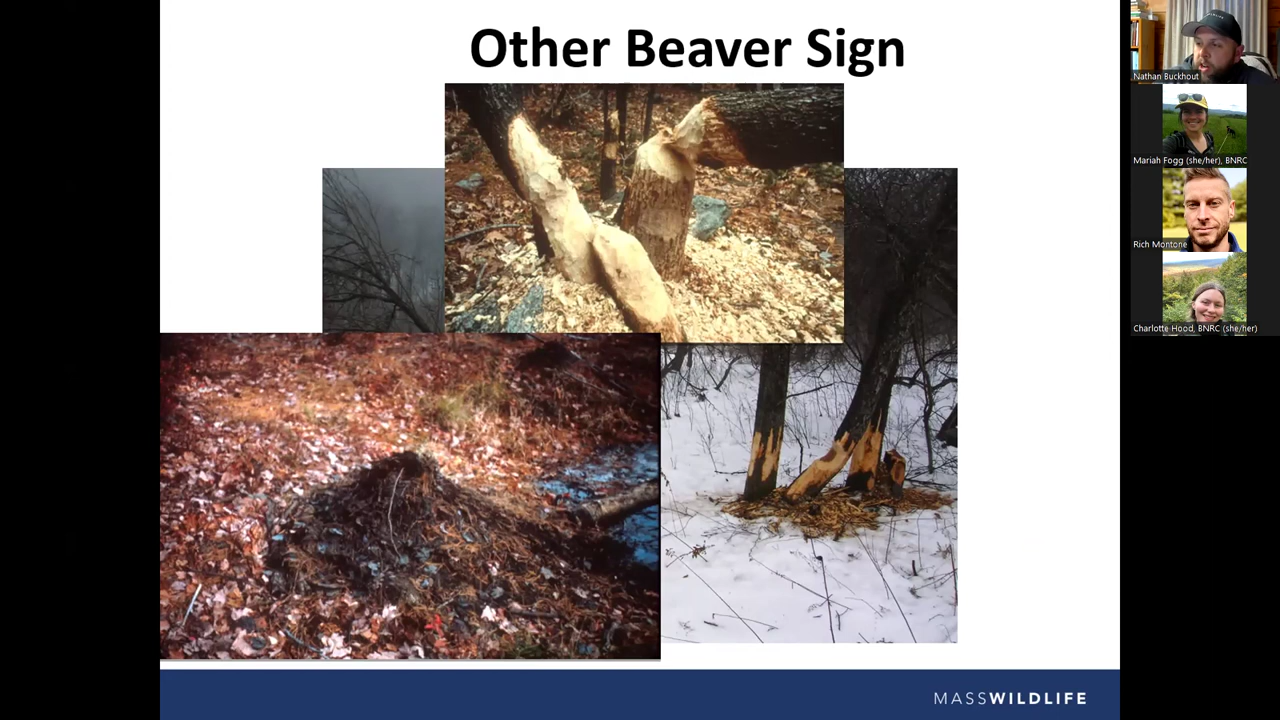 Other Beaver Sign
MASSWILDLIFE
Nathan Buckhout
Mariah Fogg (she/her), BNRC
Rich Montone
Charlotte Hood, BNRC (she/her)